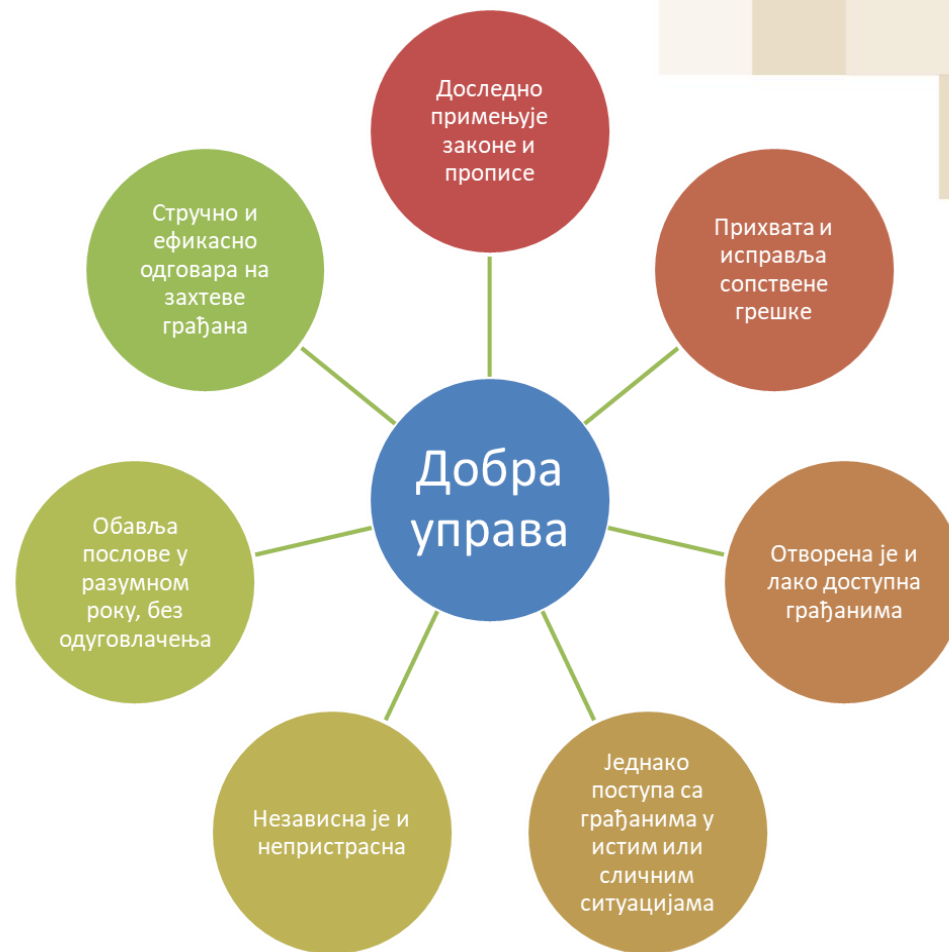 Доследно
примењује
законе и
прописе
Прихвата и
исправља
сопствене
грешке
Отворена је и
лако доступна
грађанима
Једнако
поступа са
грађанима у
истим или
сличним
ситуацијама
Независна је и
непристрасна
Обавља
послове у
разумном
року, без
одуговлачења
Стручно и
ефикасно
одговара на
захтеве
грађана
Добра
управа